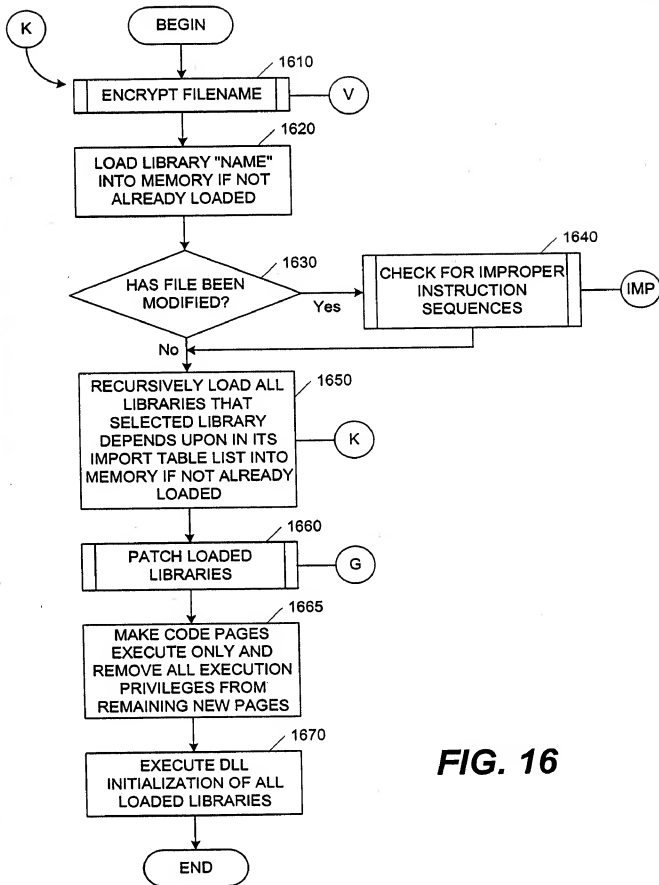 K
BEGIN
1610
ENCRYPT FILENAME
V
1620
LOAD LIBRARY "NAME"
INTO MEMORY IF NOT
ALREADY LOADED
1630
HAS FILE BEEN
MODIFIED?
Yes
1640
CHECK FOR IMPROPER
INSTRUCTION
SEQUENCES
IMP
No
1650
RECURSIVELY LOAD ALL
LIBRARIES THAT
SELECTED LIBRARY
DEPENDS UPON IN ITS
IMPORT TABLE LIST INTO
MEMORY IF NOT ALREADY
LOADED
K
1660
PATCH LOADED
LIBRARIES
G
1665
MAKE CODE PAGES
EXECUTE ONLY AND
REMOVE ALL EXECUTION
PRIVILEGES FROM
REMAINING NEW PAGES
1670
EXECUTE DLL
INITIALIZATION OF ALL
LOADED LIBRARIES
END
FIG. 16